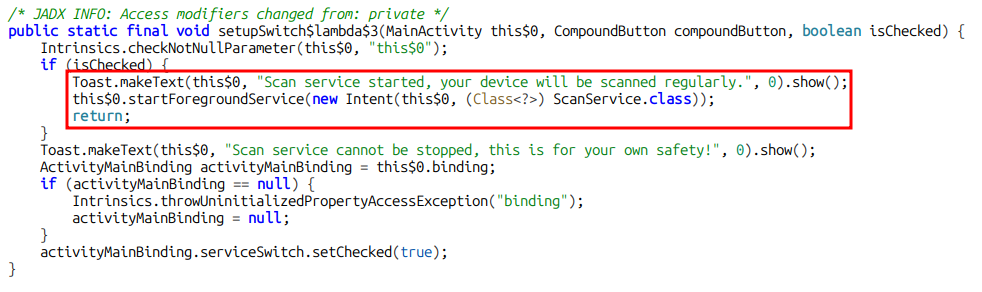 /* JADX INFO: Access modifiers changed from: private */
public static final void setupSwitch$lambda$3(MainActivity this$0, CompoundButton compoundButton, boolean isChecked) {
    Intrinsics.checkNotNullParameter(this$0, "this$0");
    if (isChecked) {
        Toast.makeText(this$0, "Scan service started, your device will be scanned regularly.", 0).show();
        this$0.startForegroundService(new Intent(this$0, (Class<?>) ScanService.class));
        return;
    }
    Toast.makeText(this$0, "Scan service cannot be stopped, this is for your own safety!", 0).show();
    ActivityMainBinding activityMainBinding = this$0.binding;
    if (activityMainBinding == null) {
        Intrinsics.throwUninitializedPropertyAccessException("binding");
        activityMainBinding = null;
    }
    activityMainBinding.serviceSwitch.setChecked(true);
}